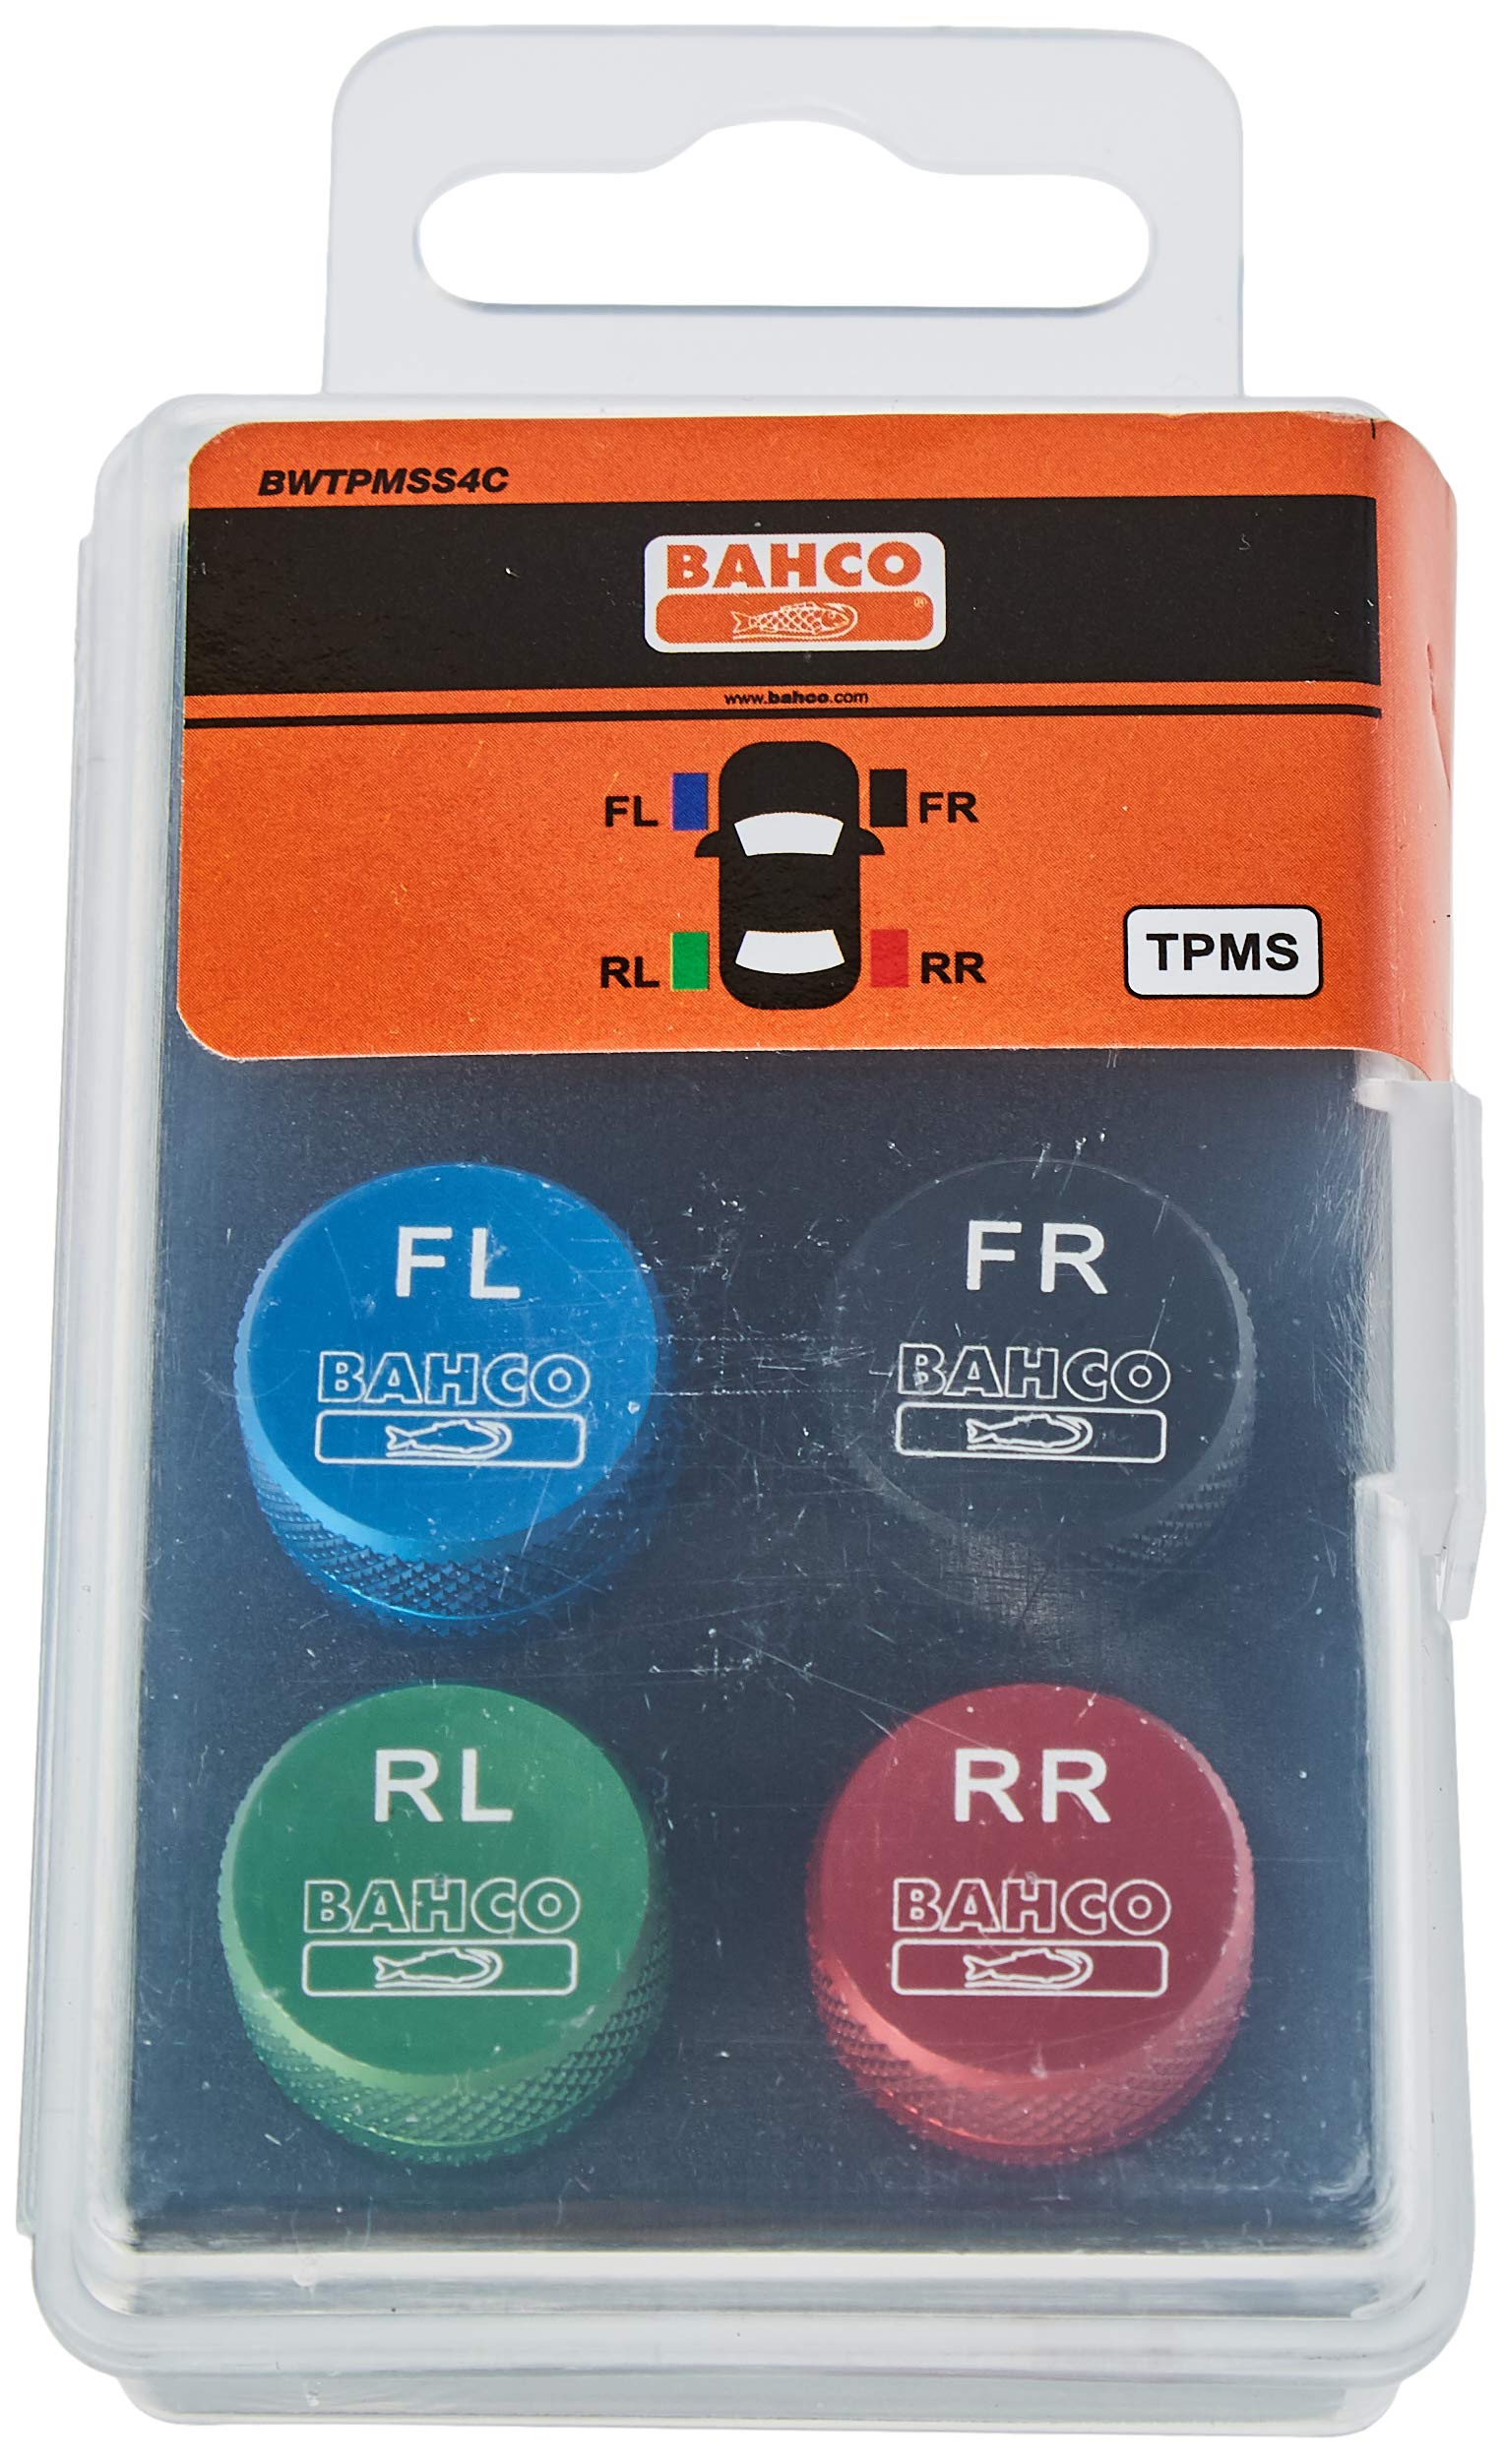 BWTPMSS4C
BAHCO
®
www.bahco.com
FL FR
RL RR
TPMS
FL FR
BAHCO BAHCO
RL RR
BAHCO BAHCO